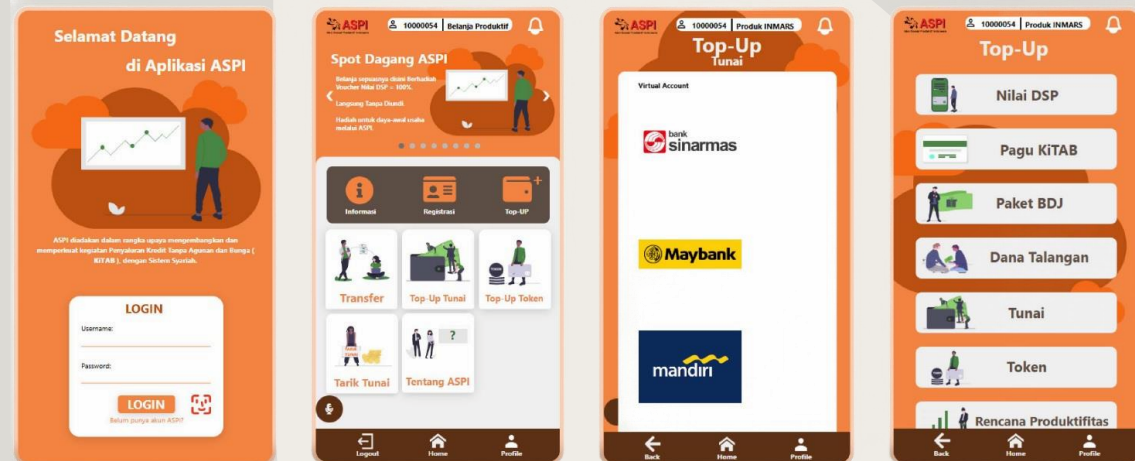 Selamat Datang
di Aplikasi ASPI
ASPI diadakan dalam rangka upaya mengembangkan dan
mempererat kegiatan Penyaluran Kredit Tanpa Agunan dan Bunga (
KiTAB ), dengan Sistem Syariah.
LOGIN
Username:
Password:
LOGIN
Belum punya akun ASPI?
ASPI
10000054 Belanja Produktif
Spot Dagang ASPI
Belanja sepuasnya disini Berhadiah
Voucher Nilai DSP = 100%.
Langsung Tanpa Diundi.
Hadiah untuk daya-awal usaha
melalui ASPI.
Informasi
Registrasi
Top-UP
Transfer
Top-Up Tunai
Top-Up Token
Tarik Tunai
Tentang ASPI
Logout
Home
Profile
ASPI
10000054 Produk INMARS
Top-Up
Tunai
Virtual Account
bank
sinarmas
Maybank
mandiri
Back
Home
Profile
ASPI
10000054 Produk INMARS
Top-Up
Nilai DSP
Pagu KiTAB
Paket BDJ
Dana Talangan
Tunai
Token
Rencana Produktifitas
Back
Home
Profile